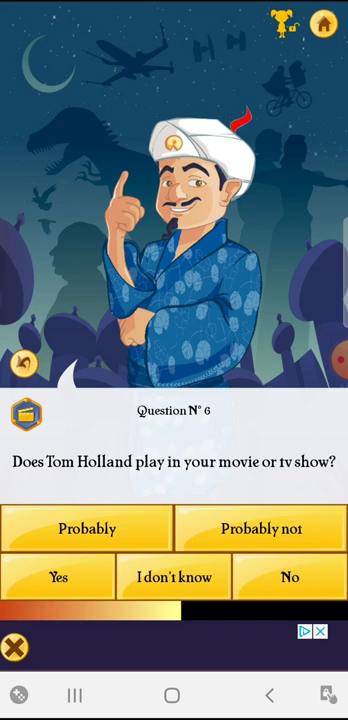 Question N° 6
Does Tom Holland play in your movie or tv show?
Probably
Probably not
Yes
I don't know
No